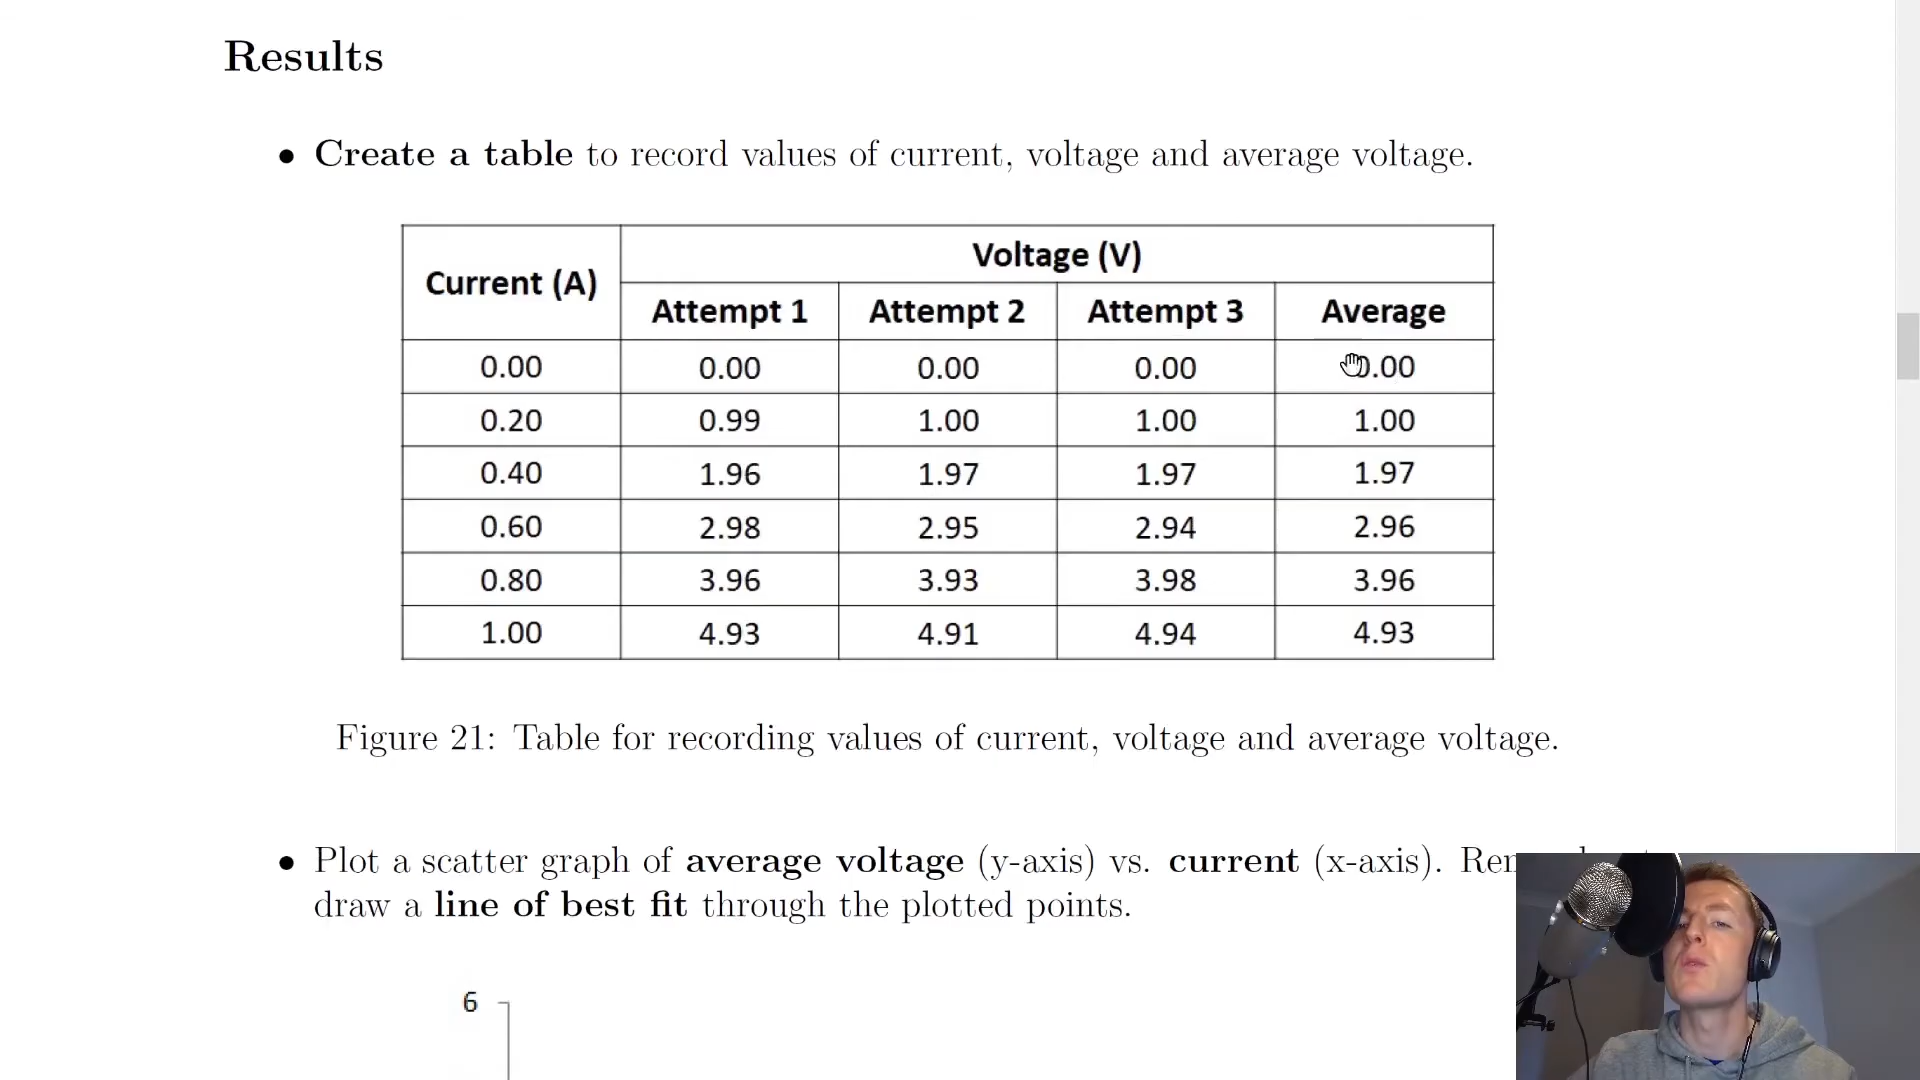 Results
• Create a table to record values of current, voltage and average voltage.
Current (A) Voltage (V)
Attempt 1 Attempt 2 Attempt 3 Average
0.00 0.00 0.00 0.00 0.00
0.20 0.99 1.00 1.00 1.00
0.40 1.96 1.97 1.97 1.97
0.60 2.98 2.95 2.94 2.96
0.80 3.96 3.93 3.98 3.96
1.00 4.93 4.91 4.94 4.93
Figure 21: Table for recording values of current, voltage and average voltage.
• Plot a scatter graph of average voltage (y-axis) vs. current (x-axis).
draw a line of best fit through the plotted points.
6